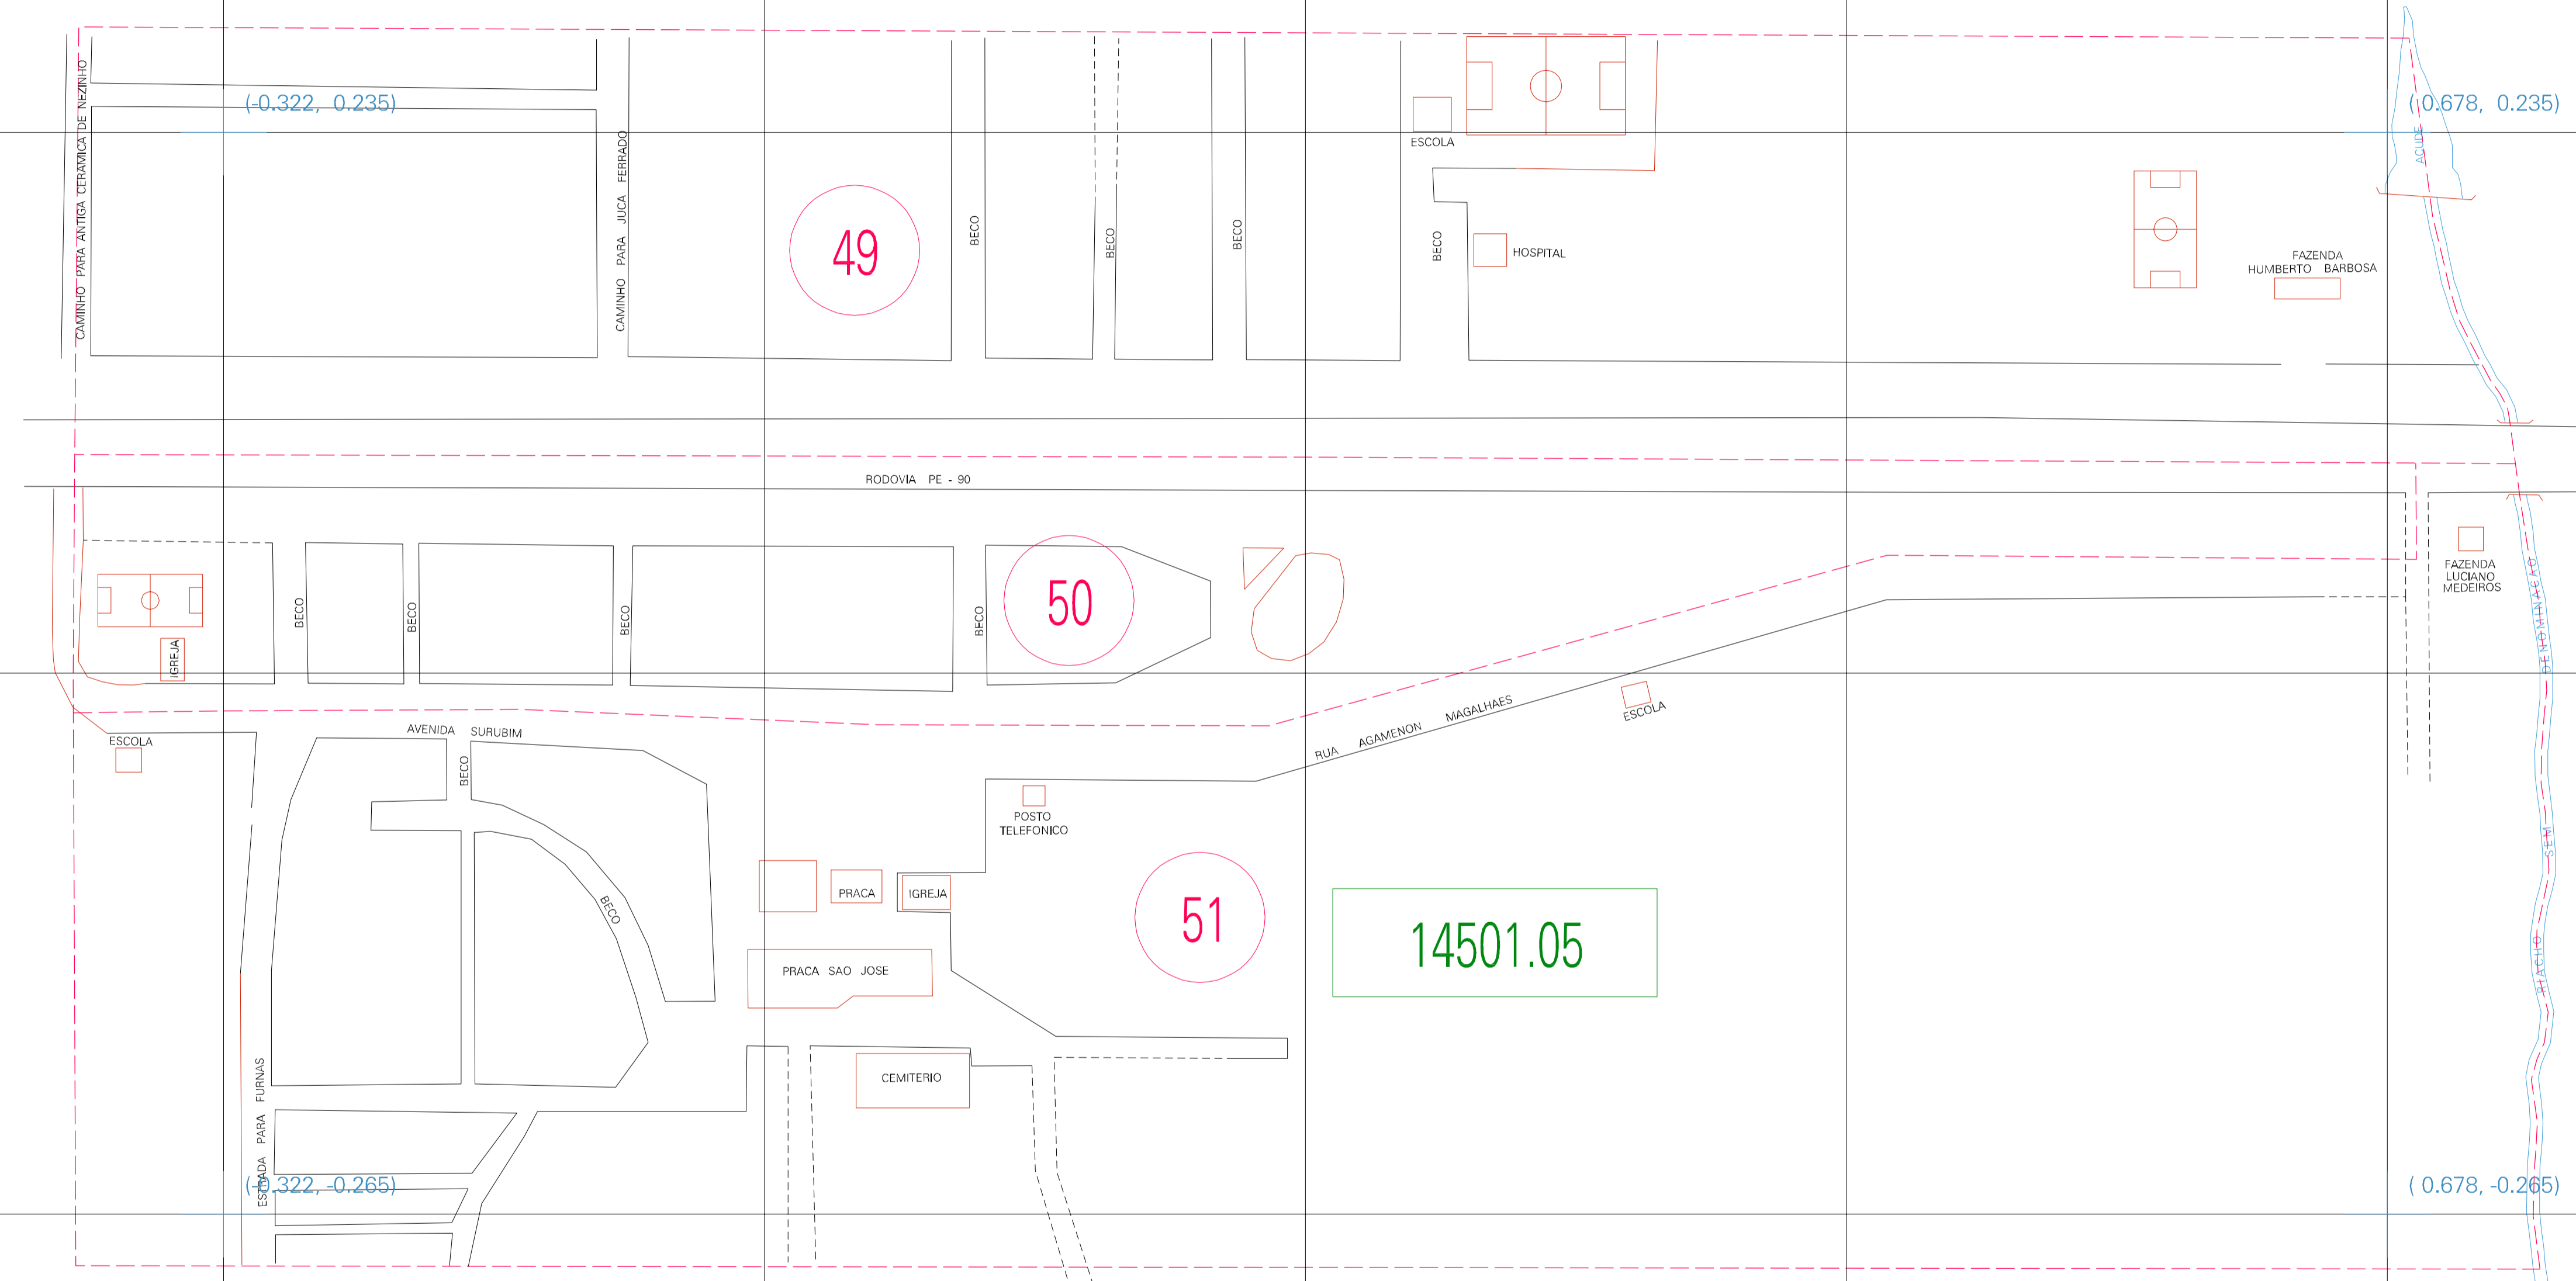 (-0.322, 0.235)
( 0.678, 0.235)
CAMINHO PARA ANTIGA CERAMICA DE NEZINHO
CAMINHO PARA JUCA FERRADO
49
BECO
BECO
BECO
BECO
ESCOLA
HOSPITAL
ACUDE
FAZENDA
HUMBERTO BARBOSA
RODOVIA PE - 90
IGREJA
BECO
BECO
BECO
BECO
50
FAZENDA
LUCIANO
MEDEIROS
RIACHO SEM DENOMINACAO
ESCOLA
AVENIDA SURUBIM
BECO
BECO
RUA AGAMENON MAGALHAES
ESCOLA
POSTO
TELEFONICO
PRACA
IGREJA
51
14501.05
PRACA SAO JOSE
CEMITERIO
ESTRADA PARA FURNAS
(-0.322, -0.265)
( 0.678, -0.265)